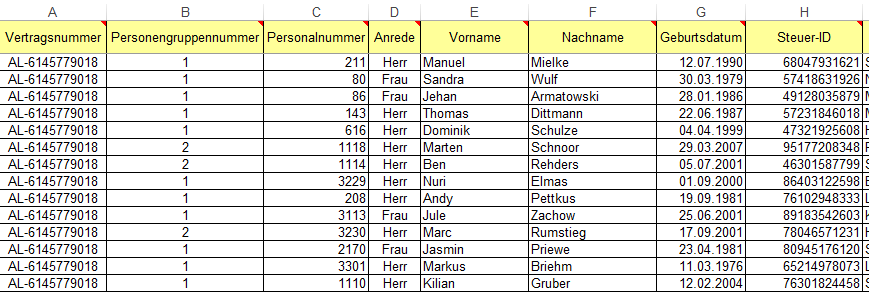 A B C D E F G H
Vertragsnummer Personengruppennummer Personalnummer Anrede Vorname Nachname Geburtsdatum Steuer-ID
AL-6145779018 1 211 Herr Manuel Mielke 12.07.1990 68047931621
AL-6145779018 1 80 Frau Sandra Wulf 30.03.1979 57418631926
AL-6145779018 1 86 Frau Jehan Armatowski 28.01.1986 49128035879
AL-6145779018 1 143 Herr Thomas Dittmann 22.06.1987 57231846018
AL-6145779018 1 616 Herr Dominik Schulze 04.04.1999 47321925608
AL-6145779018 2 1118 Herr Marten Schnoor 29.03.2007 95177208348
AL-6145779018 2 1114 Herr Ben Rehders 05.07.2001 46301587799
AL-6145779018 1 3229 Herr Nuri Elmas 01.09.2000 86403122598
AL-6145779018 1 208 Herr Andy Pettkus 19.09.1981 76102948333
AL-6145779018 1 3113 Frau Jule Zachow 25.06.2001 89183542603
AL-6145779018 2 3230 Herr Marc Rumstieg 17.09.2001 78046571231
AL-6145779018 1 2170 Frau Jasmin Priewe 23.04.1981 80945176120
AL-6145779018 1 3301 Herr Markus Briehm 11.03.1976 65214978073
AL-6145779018 1 1110 Herr Kilian Gruber 12.02.2004 76301824458